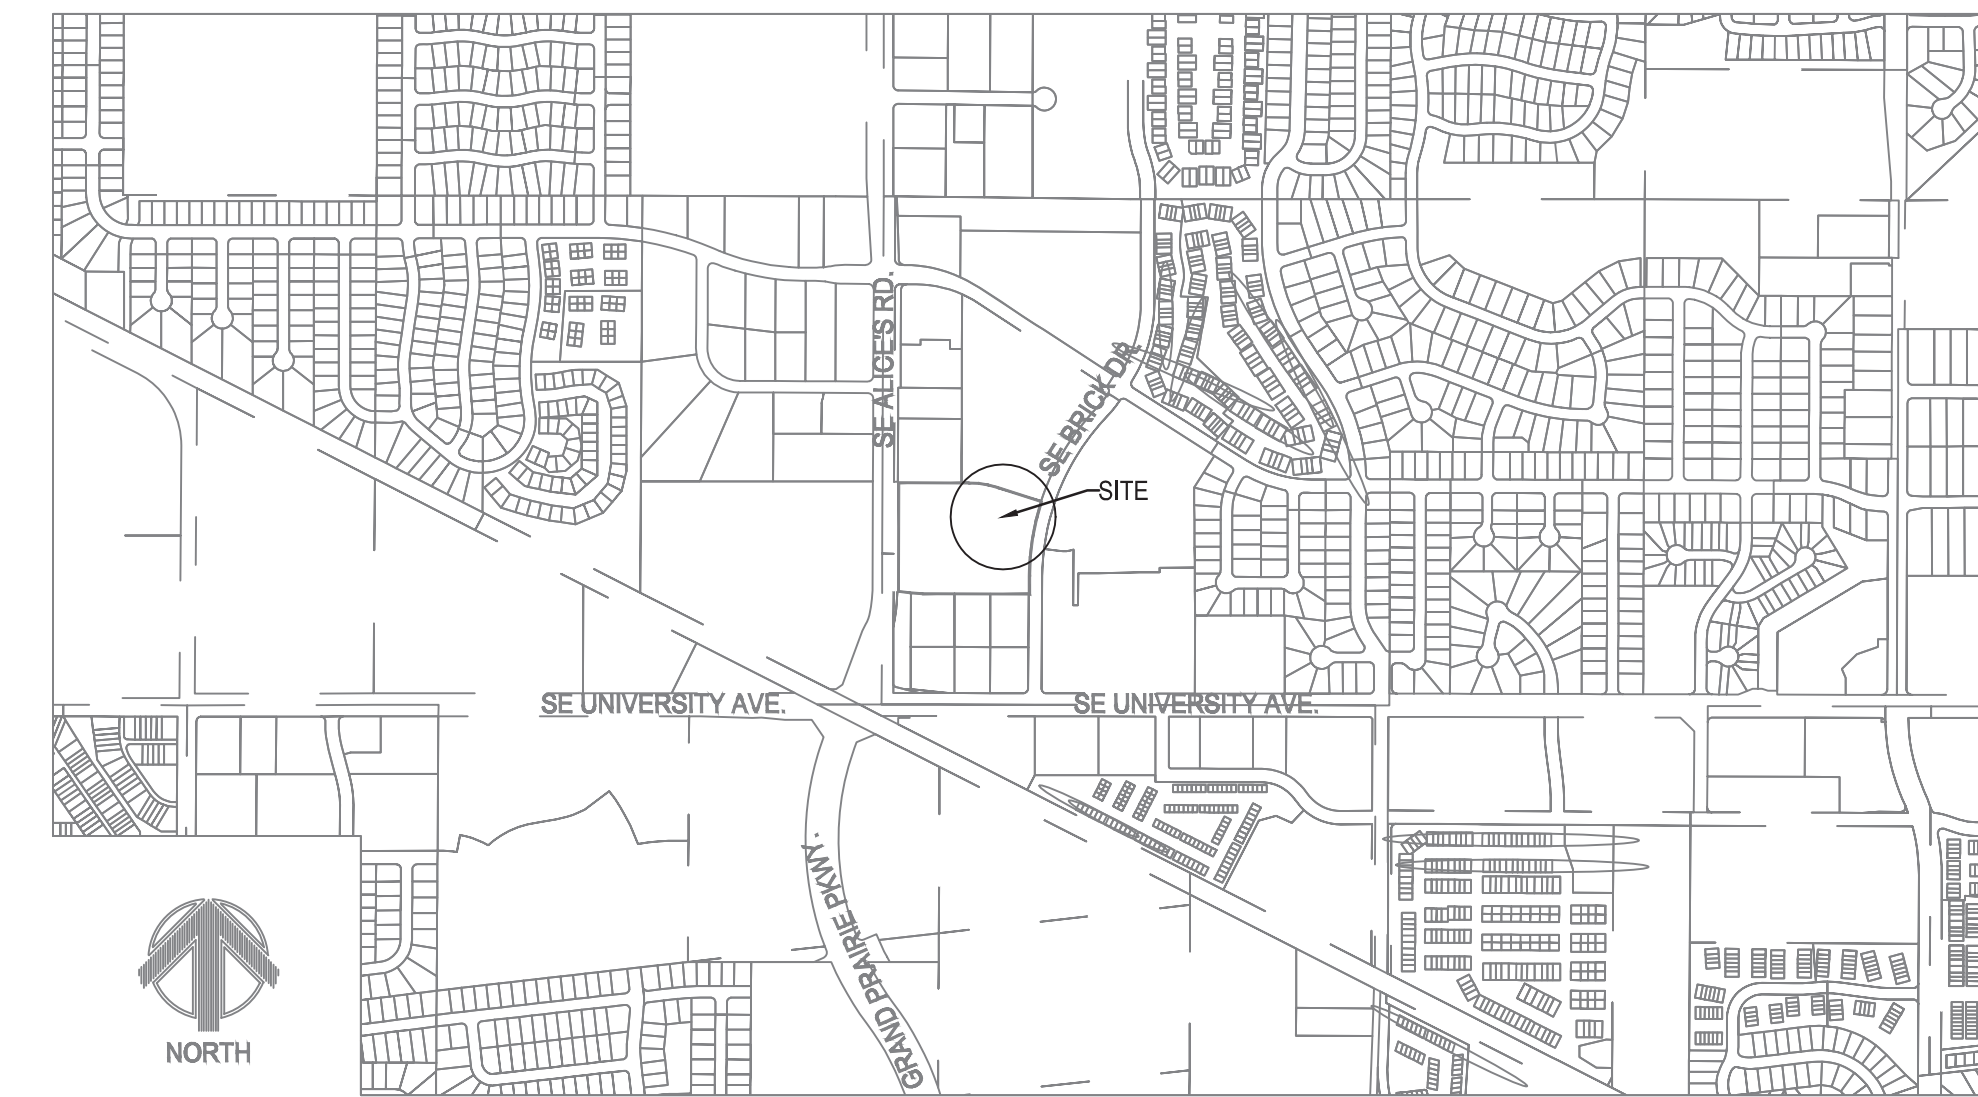 SE ALICE'S RD.
SE BRICK DR.
SITE
SE UNIVERSITY AVE.
SE UNIVERSITY AVE.
GRAND PRAIRIE PKWY.
NORTH